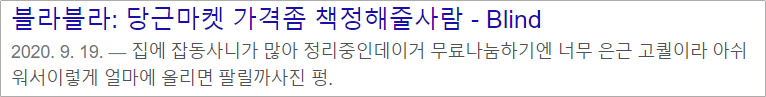 블라블라: 당근마켓 가격좀 책정해줄사람 - Blind
2020. 9. 19. — 집에 잡동사니가 많아 정리중인데이거 무료나눔하기엔 너무 은근 고퀄이라 아쉬
워서이렇게 얼마에 올리면 팔릴까사진 펑.